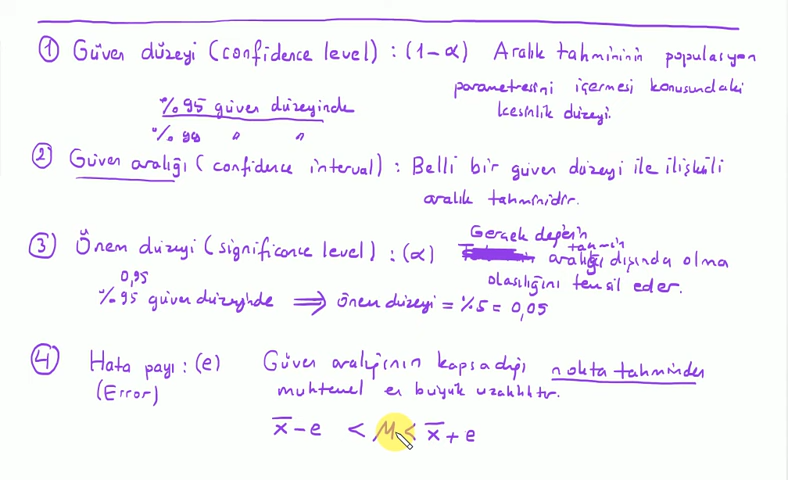 ① Güven düzeyi (confidence level) : (1-α) Aralık tahmininin populasyon
parametresini içermesi konusundaki
kesinlik düzeyi.
%95 güven düzeyinde
%99 " "
② Güven aralığı (confidence interval) : Belli bir güven düzeyi ile ilişkili
aralık tahminidir.
③ Önem düzeyi (significance level) : (α) Gerçek değerin
tahmin
aralığı dışında olma
olasılığını temsil eder.
0,95
%95 güven düzeyinde ⟹ önem düzeyi = %5 = 0,05
④ Hata payı : (e) Güven aralığının kapsadığı nokta tahminden
(Error) muhtemel en büyük uzaklıktır.
x̄ - e < μ < x̄ + e